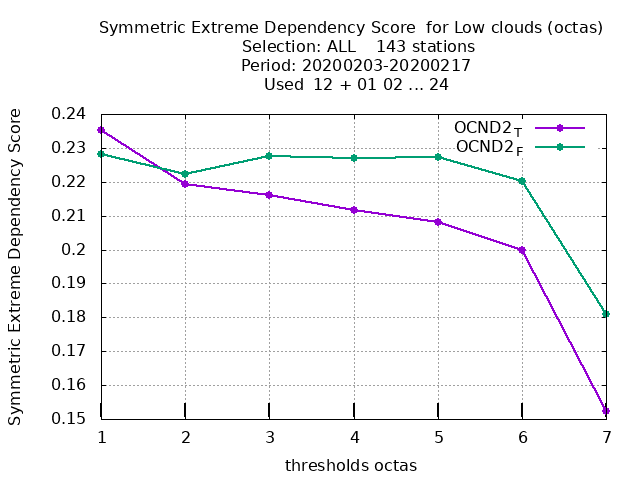 Symmetric Extreme Dependency Score  for Low clouds (octas)
Selection: ALL    143 stations
Period: 20200203-20200217
Used  12 + 01 02 ... 24
OCND2T
OCND2F
Symmetric Extreme Dependency Score
0.24
0.23
0.22
0.21
0.2
0.19
0.18
0.17
0.16
0.15
1 2 3 4 5 6 7
thresholds octas